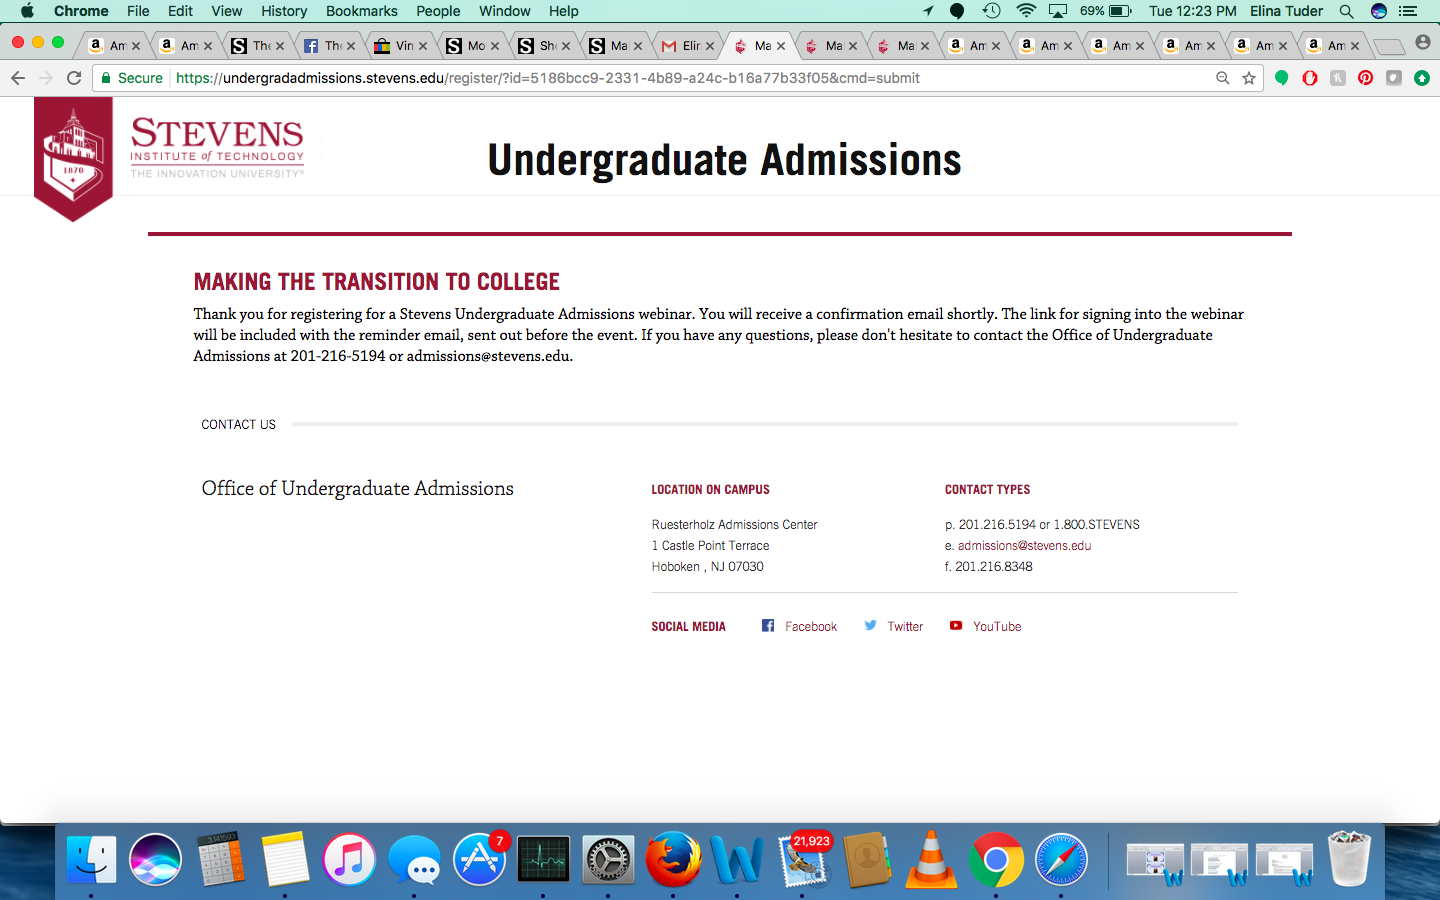 Chrome File Edit View History Bookmarks People Window Help 69% Tue 12:23 PM Elina Tuder
Am Am The The Vin Mo Sho Ma Elin Ma Ma Ma Am Am Am Am Am Am
Secure https://undergradadmissions.stevens.edu/register/?id=5186bcc9-2331-4b89-a24c-b16a77b33f05&cmd=submit
1870
STEVENS
INSTITUTE of TECHNOLOGY
THE INNOVATION UNIVERSITY®
Undergraduate Admissions
MAKING THE TRANSITION TO COLLEGE
Thank you for registering for a Stevens Undergraduate Admissions webinar. You will receive a confirmation email shortly. The link for signing into the webinar
will be included with the reminder email, sent out before the event. If you have any questions, please don't hesitate to contact the Office of Undergraduate
Admissions at 201-216-5194 or admissions@stevens.edu.
CONTACT US
Office of Undergraduate Admissions
LOCATION ON CAMPUS
Ruesterholz Admissions Center
1 Castle Point Terrace
Hoboken , NJ 07030
CONTACT TYPES
p. 201.216.5194 or 1.800.STEVENS
e. admissions@stevens.edu
f. 201.216.8348
SOCIAL MEDIA Facebook Twitter YouTube
3.141593
7
21,923